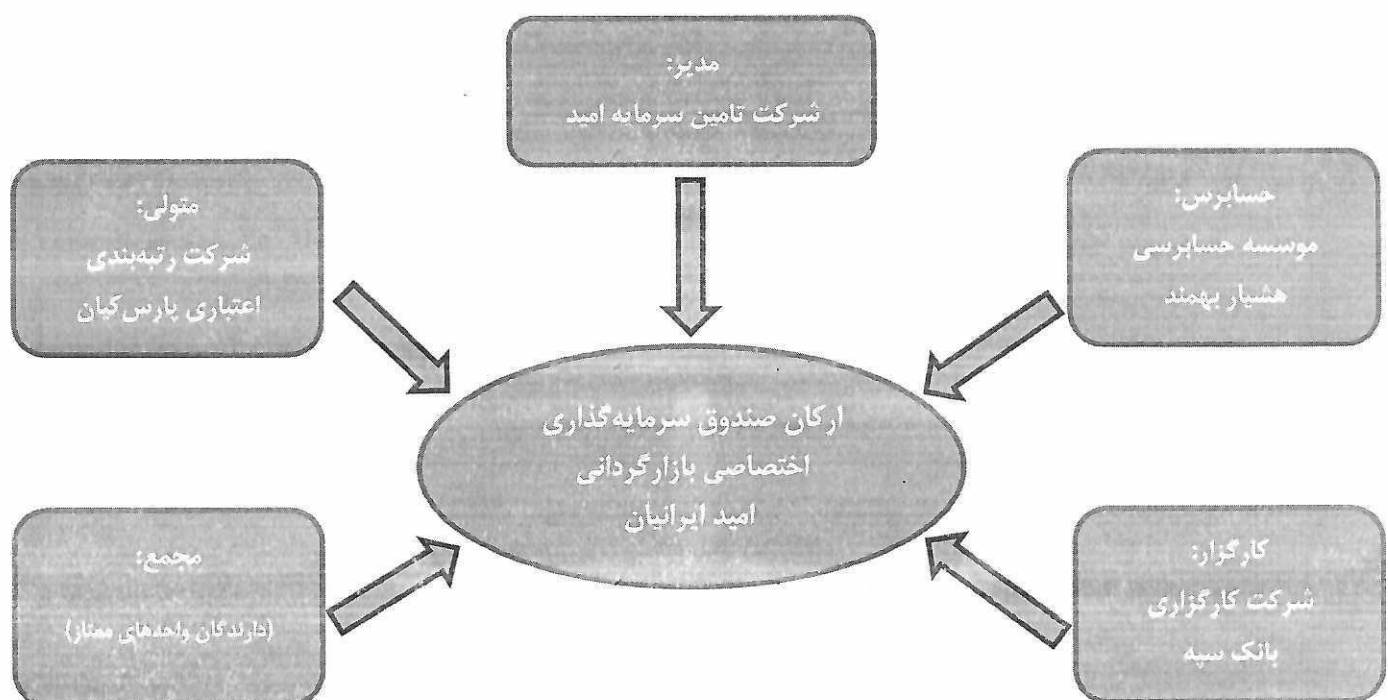 مدیر:
شرکت تامین سرمایه امید
حسابرس:
موسسه حسابرسی
هشیار بهمند
متولی:
شرکت رتبه‌بندی
اعتباری پارس‌کیان
ارکان صندوق سرمایه‌گذاری
اختصاصی بازارگردانی
امید ایرانیان
کارگزار:
شرکت کارگزاری
بانک سپه
مجمع:
(دارندگان واحدهای ممتاز)